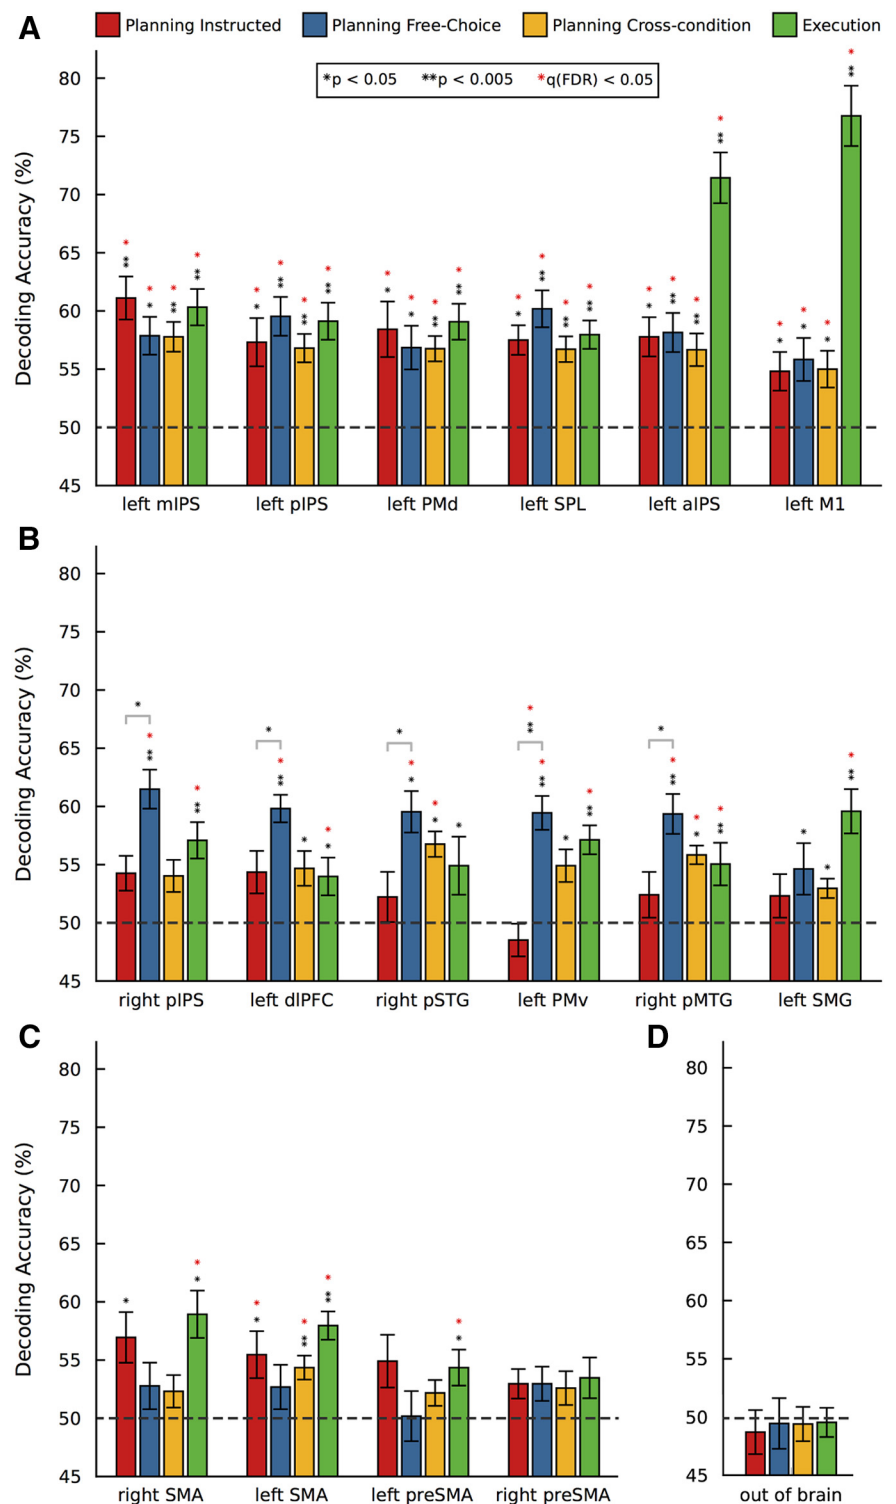 A
Planning Instructed Planning Free-Choice Planning Cross-condition Execution
*p < 0.05 **p < 0.005 *q(FDR) < 0.05
Decoding Accuracy (%)
80
75
70
65
60
55
50
45
left mIPS left pIPS left PMd left SPL left aIPS left M1
B
Decoding Accuracy (%)
80
75
70
65
60
55
50
45
right pIPS left dlPFC right pSTG left PMv right pMTG left SMG
C
Decoding Accuracy (%)
80
75
70
65
60
55
50
45
right SMA left SMA left preSMA right preSMA
D
80
75
70
65
60
55
50
45
out of brain